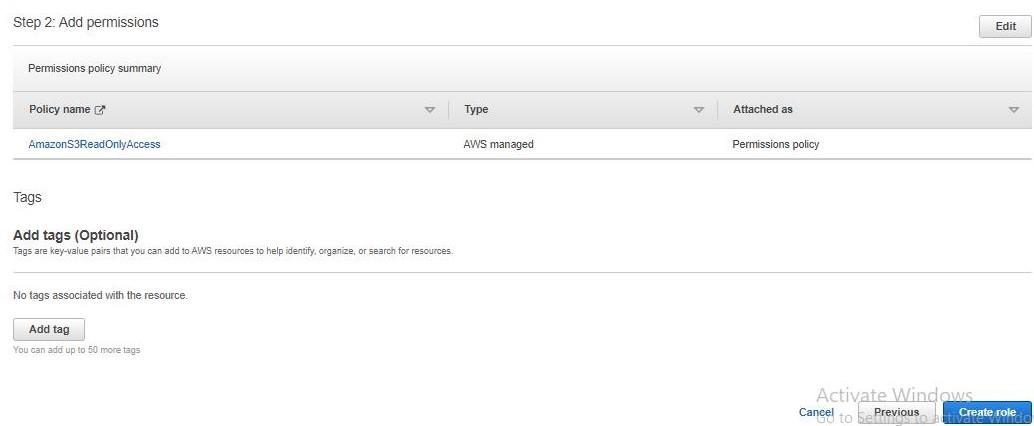 Step 2: Add permissions
Edit
Permissions policy summary
Policy name Type Attached as
AmazonS3ReadOnlyAccess AWS managed Permissions policy
Tags
Add tags (Optional)
Tags are key-value pairs that you can add to AWS resources to help identify, organize, or search for resources.
No tags associated with the resource.
Add tag
You can add up to 50 more tags
Activate Windows
Cancel Previous Create role
Go to Settings to activate Windo